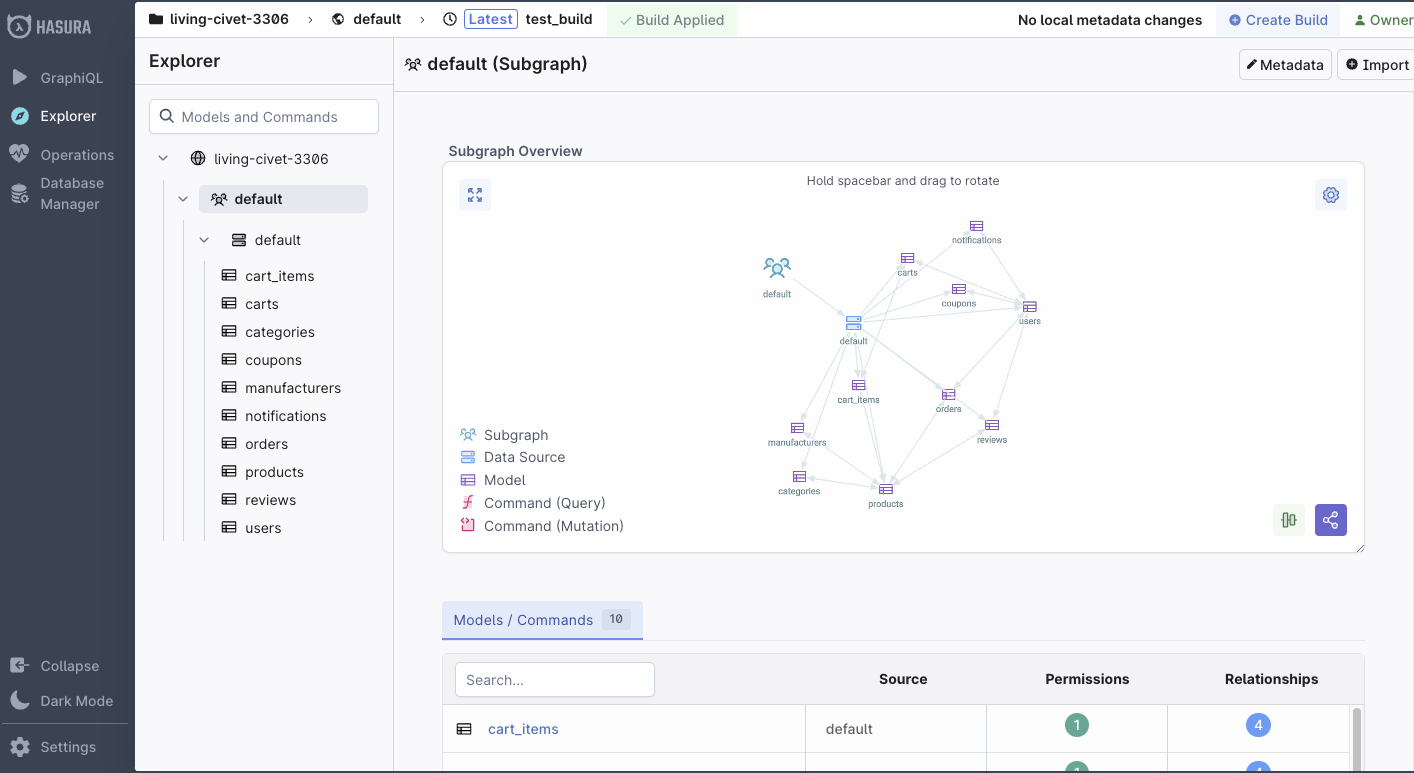 HASURA
GraphiQL
Explorer
Operations
Database
Manager
Collapse
Dark Mode
Settings
living-civet-3306
default
Latest
test_build
Build Applied
No local metadata changes
Create Build
Owner
Explorer
Models and Commands
living-civet-3306
default
default
cart_items
carts
categories
coupons
manufacturers
notifications
orders
products
reviews
users
default (Subgraph)
Metadata
Import
Subgraph Overview
Hold spacebar and drag to rotate
notifications
carts
default
coupons
users
default
cart_items
orders
manufacturers
reviews
categories
products
Subgraph
Data Source
Model
Command (Query)
Command (Mutation)
Models / Commands 10
Search...
Source
Permissions
Relationships
cart_items
default
1
4
1
4